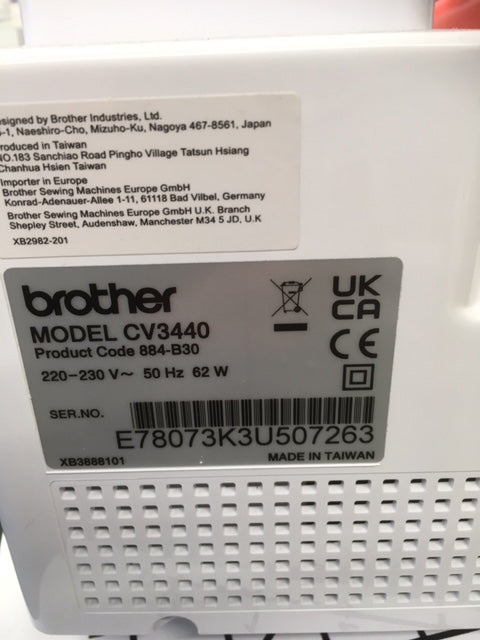 esigned by Brother Industries, Ltd.
5-1, Naeshiro-Cho, Mizuho-Ku, Nagoya 467-8561, Japan
roduced in Taiwan
NO.183 Sanchiao Road Pingho Village Tatsun Hsiang
Chanhua Hsien Taiwan
Importer in Europe
Brother Sewing Machines Europe GmbH
Konrad-Adenauer-Allee 1-11, 61118 Bad Vilbel, Germany
Brother Sewing Machines Europe GmbH U.K. Branch
Shepley Street, Audenshaw, Manchester M34 5 JD, U.K
XB2982-201
brother
UK
CA
MODEL CV3440
Product Code 884-B30
CE
220-230 V~ 50 Hz 62 W
SER.NO.
E78073K3U507263
XB3888101
MADE IN TAIWAN